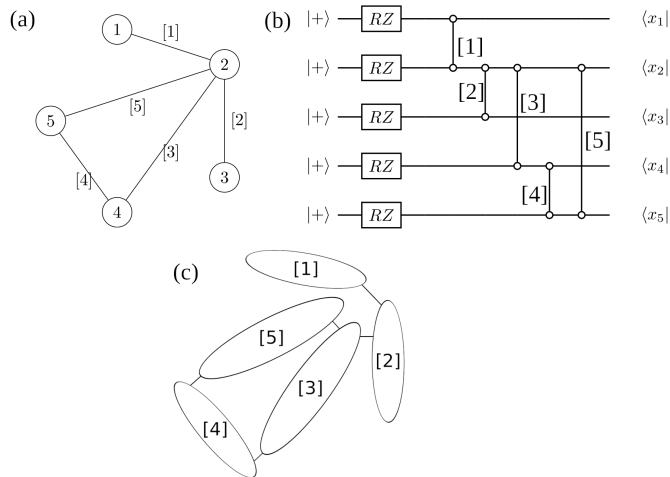 (a)
1
[1]
2
[5]
[2]
5
[3]
[4]
3
4
(b)
|+⟩ RZ ⟨x₁|
[1]
|+⟩ RZ ⟨x₂|
[2] [3]
|+⟩ RZ ⟨x₃|
[5]
|+⟩ RZ ⟨x₄|
[4]
|+⟩ RZ ⟨x₅|
(c)
[1]
[5]
[2]
[3]
[4]